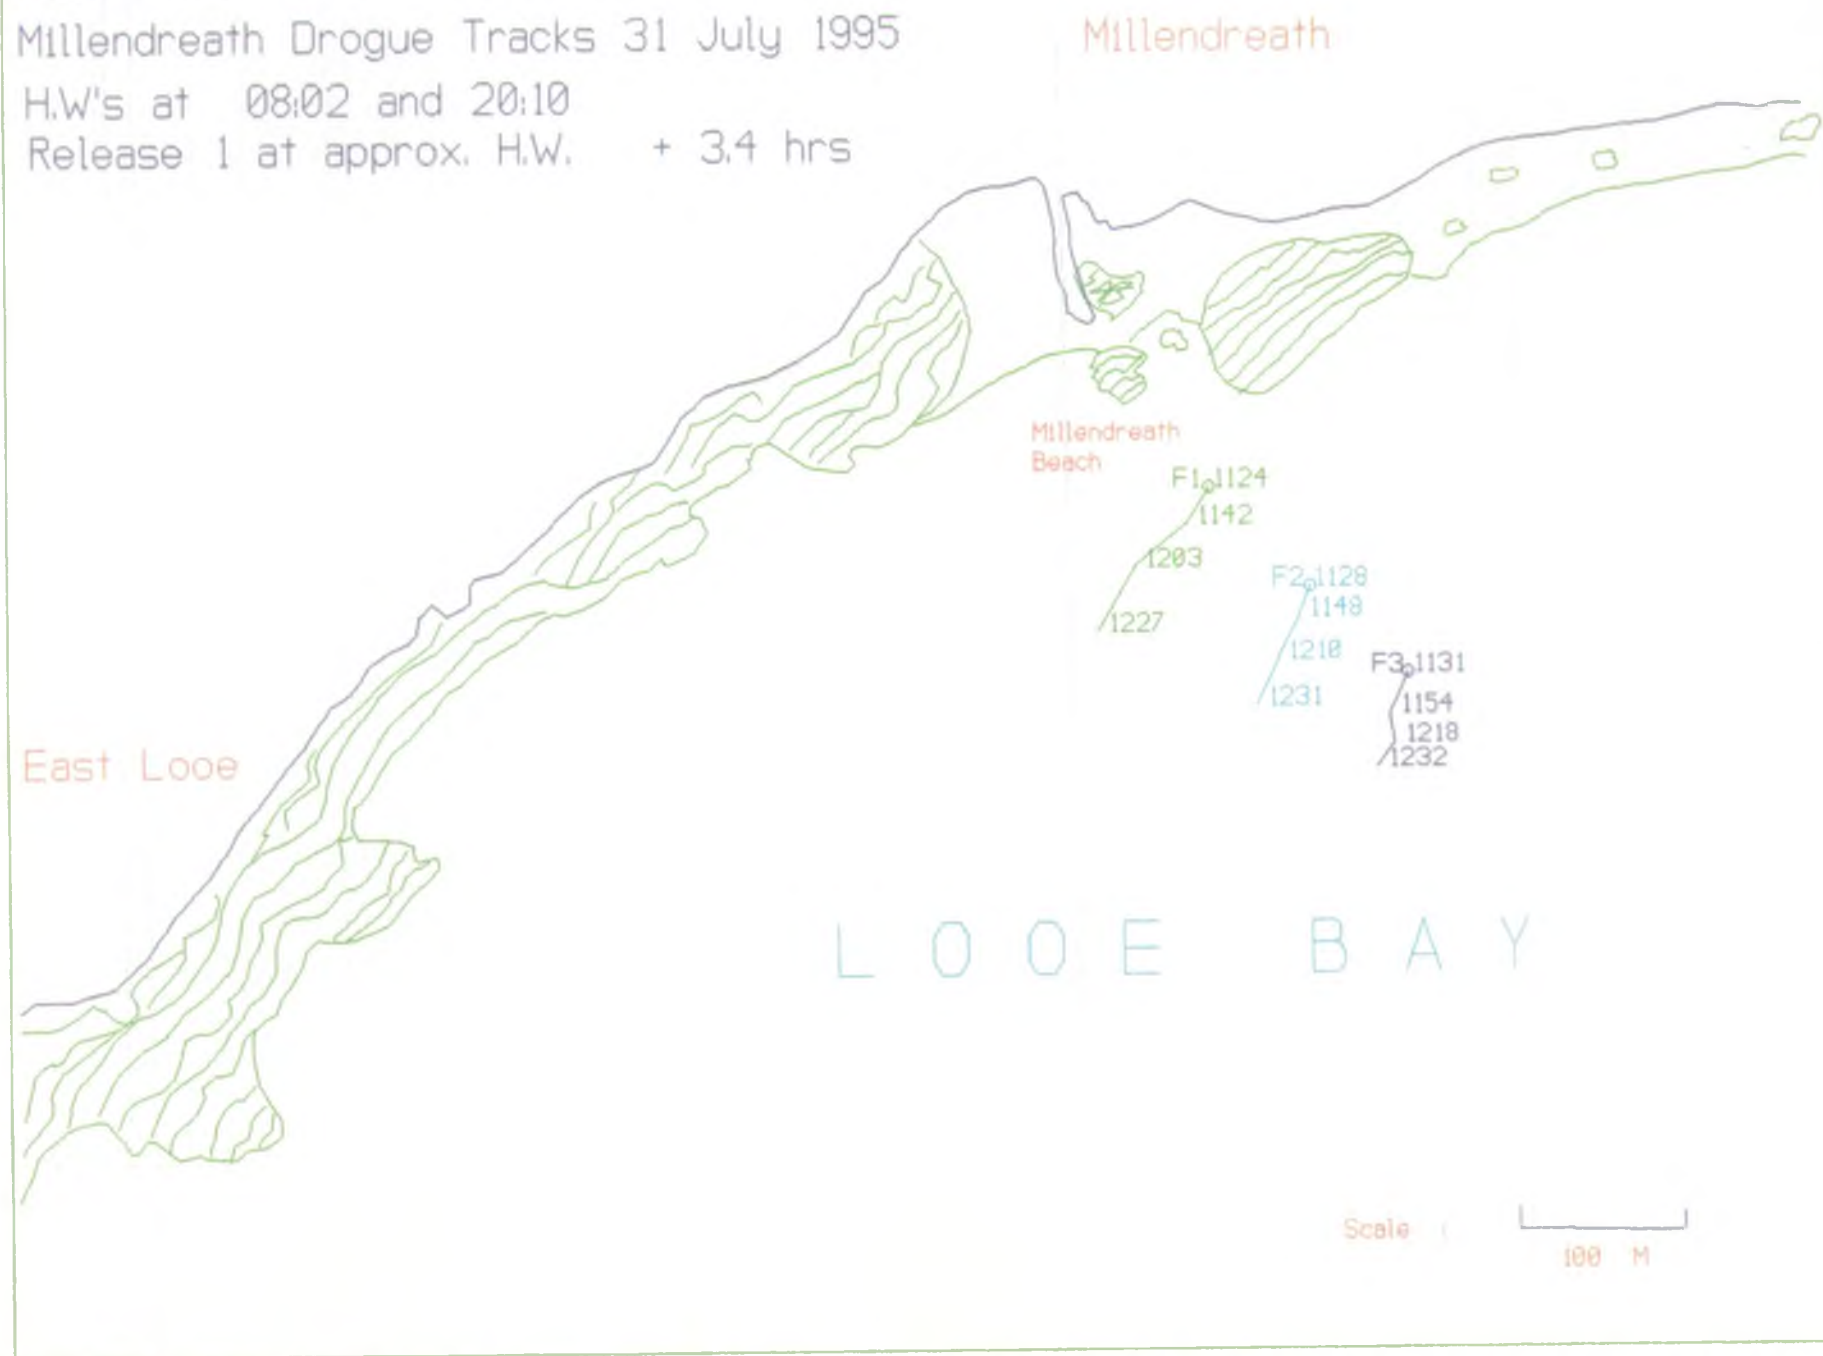 Millendreath Drogue Tracks 31 July 1995
Millendreath
H.W's at 08:02 and 20:10
Release 1 at approx. H.W. + 3.4 hrs
Millendreath
Beach
F1 1124
1142
1203
1227
F2 1128
1148
1210
1231
F3 1131
1154
1218
1232
East Looe
LOOE BAY
Scale
100 M